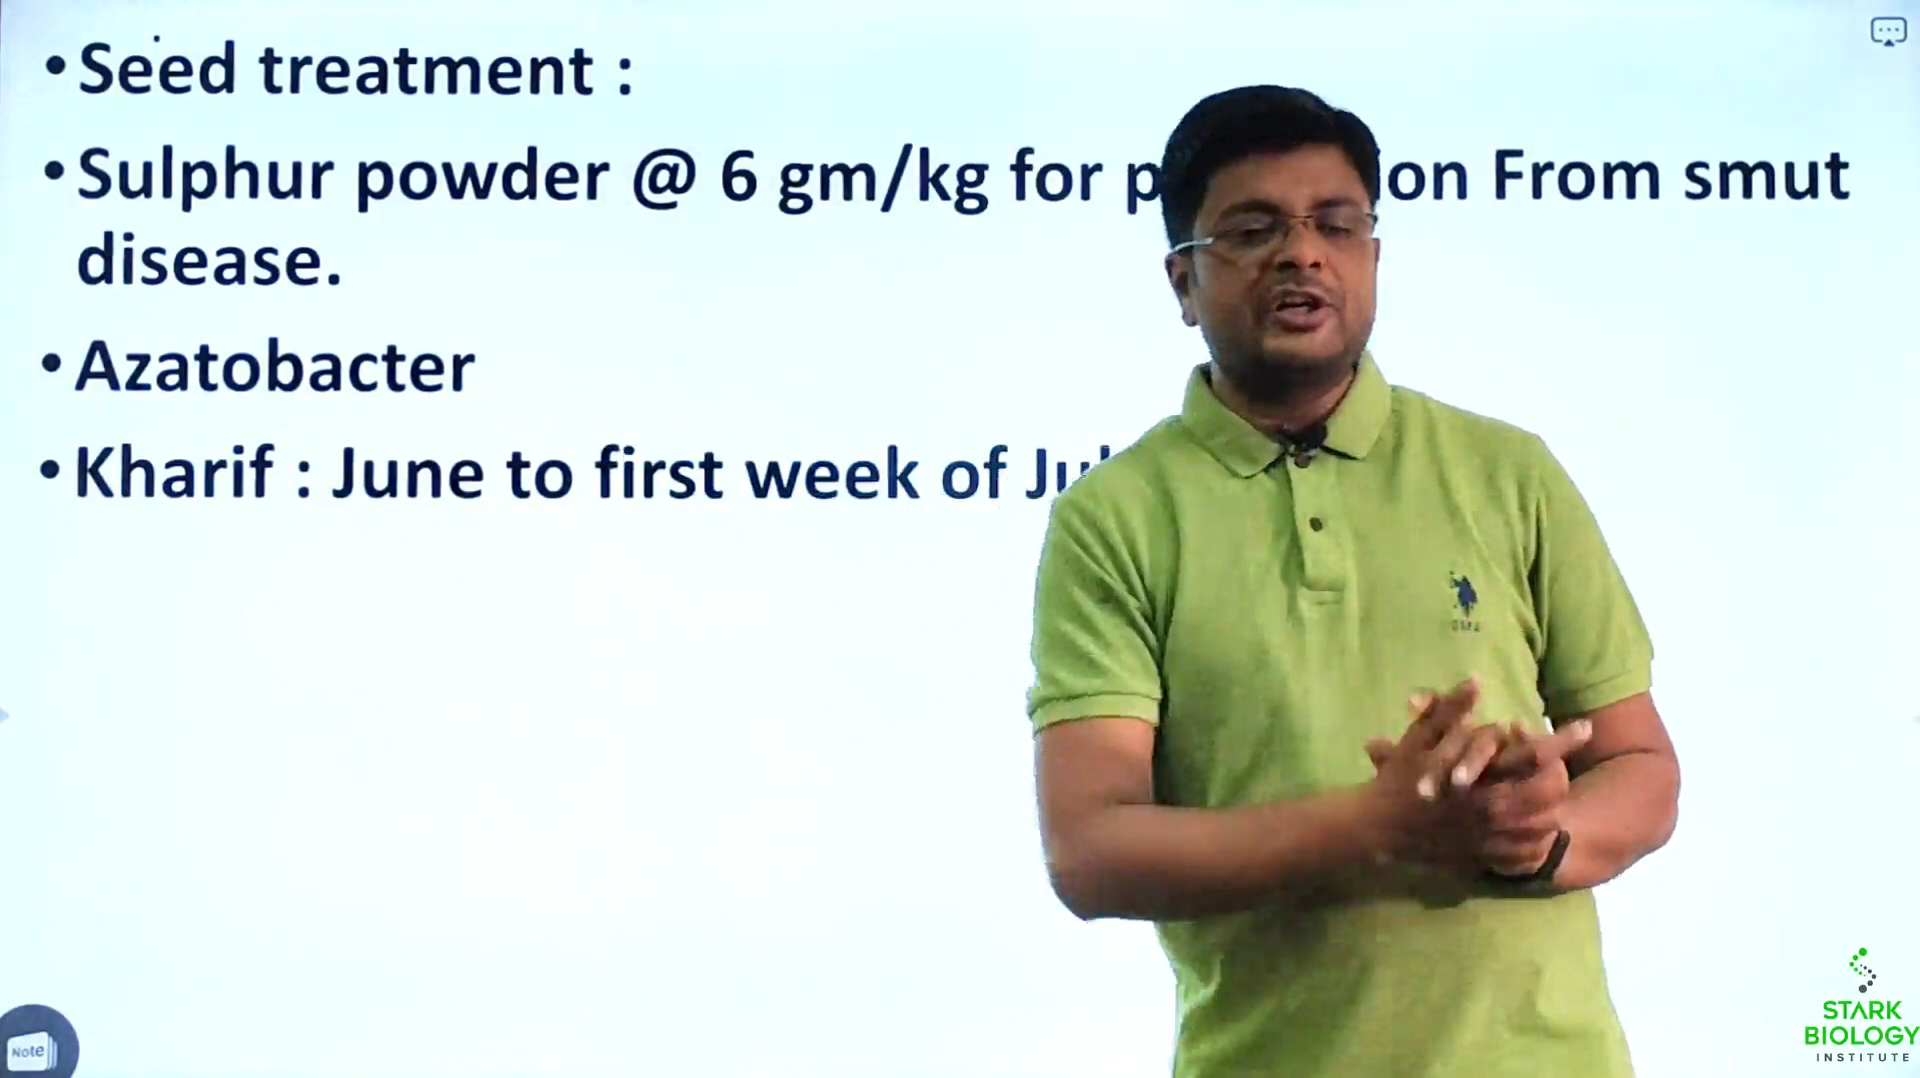 • Seed treatment :
• Sulphur powder @ 6 gm/kg for From smut
disease.
• Azatobacter
• Kharif : June to first week of
Note
STARK
BIOLOGY
INSTITUTE